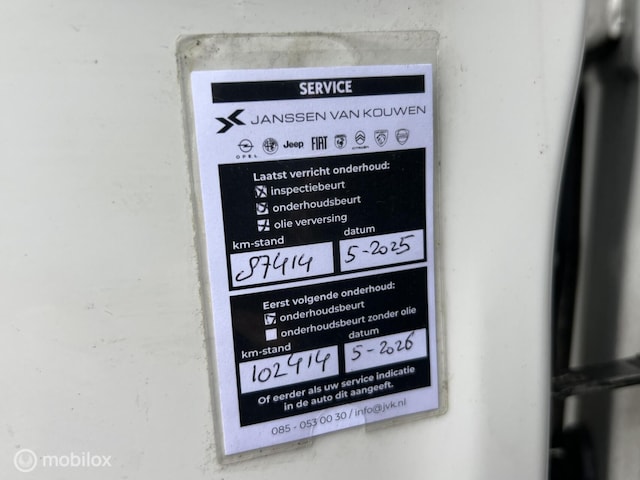 SERVICE
JANSSEN VAN KOUWEN
OPEL Jeep FIAT CITROËN
Laatst verricht onderhoud:
inspectiebeurt
onderhoudsbeurt
olie verversing
km-stand datum
87414 5-2025
Eerst volgende onderhoud:
onderhoudsbeurt
onderhoudsbeurt zonder olie
km-stand datum
102414 5-2026
Of eerder als uw service indicatie
in de auto dit aangeeft.
085 - 053 00 30 / info@jvk.nl
mobilox